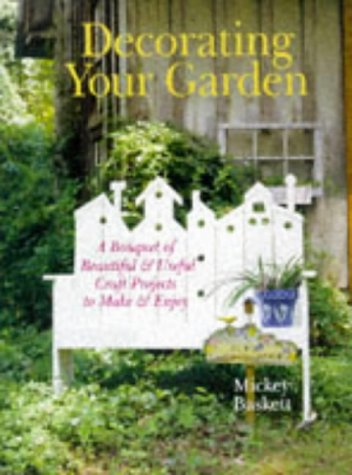 Decorating
Your Garden
A Bouquet of
Beautiful & Useful
Craft Projects
to Make & Enjoy
Mickey
Baskett